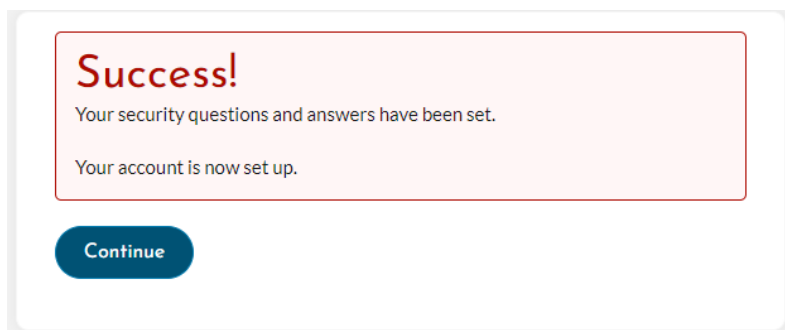 Success!
Your security questions and answers have been set.
Your account is now set up.
Continue